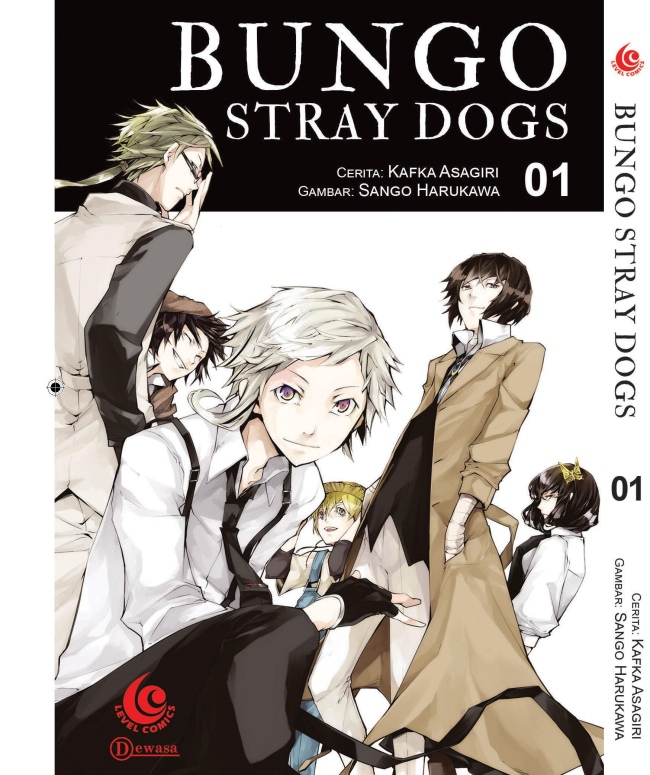 BUNGO
STRAY DOGS
CERITA: KAFKA ASAGIRI
GAMBAR: SANGO HARUKAWA
01
LEVEL COMICS
Dewasa
LEVEL COMICS
BUNGO STRAY DOGS
01
CERITA: KAFKA ASAGIRI
GAMBAR: SANGO HARUKAWA